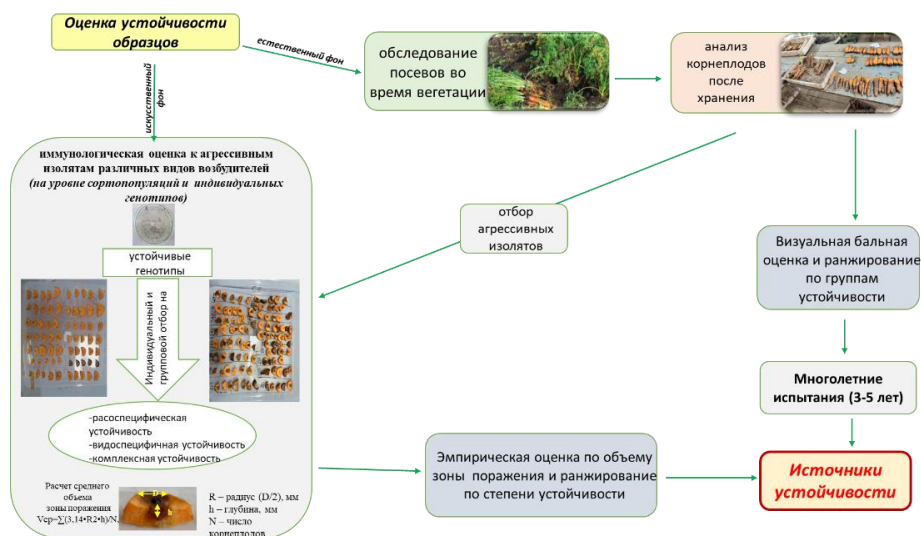 Оценка устойчивости
образцов
естественный фон
искусственный
фон
обследование
посевов во
время вегетации
анализ
корнеплодов
после
хранения
иммунологическая оценка к агрессивным
изолятам различных видов возбудителей
(на уровне сортопопуляций и индивидуальных
генотипов)
устойчивые
генотипы
Индивидуальный и
групповой отбор на
-расоспецифическая
устойчивость
-видоспецифичная устойчивость
-комплексная устойчивость
Расчет среднего
объема
зоны поражения
Vср=∑(3,14•R2•h)/N,
D
h
R – радиус (D/2), мм
h – глубина, мм
N – число
корнеплодов
отбор
агрессивных
изолятов
Визуальная бальная
оценка и ранжирование
по группам
устойчивости
Многолетние
испытания (3-5 лет)
Эмпирическая оценка по объему
зоны поражения и ранжирование
по степени устойчивости
Источники
устойчивости